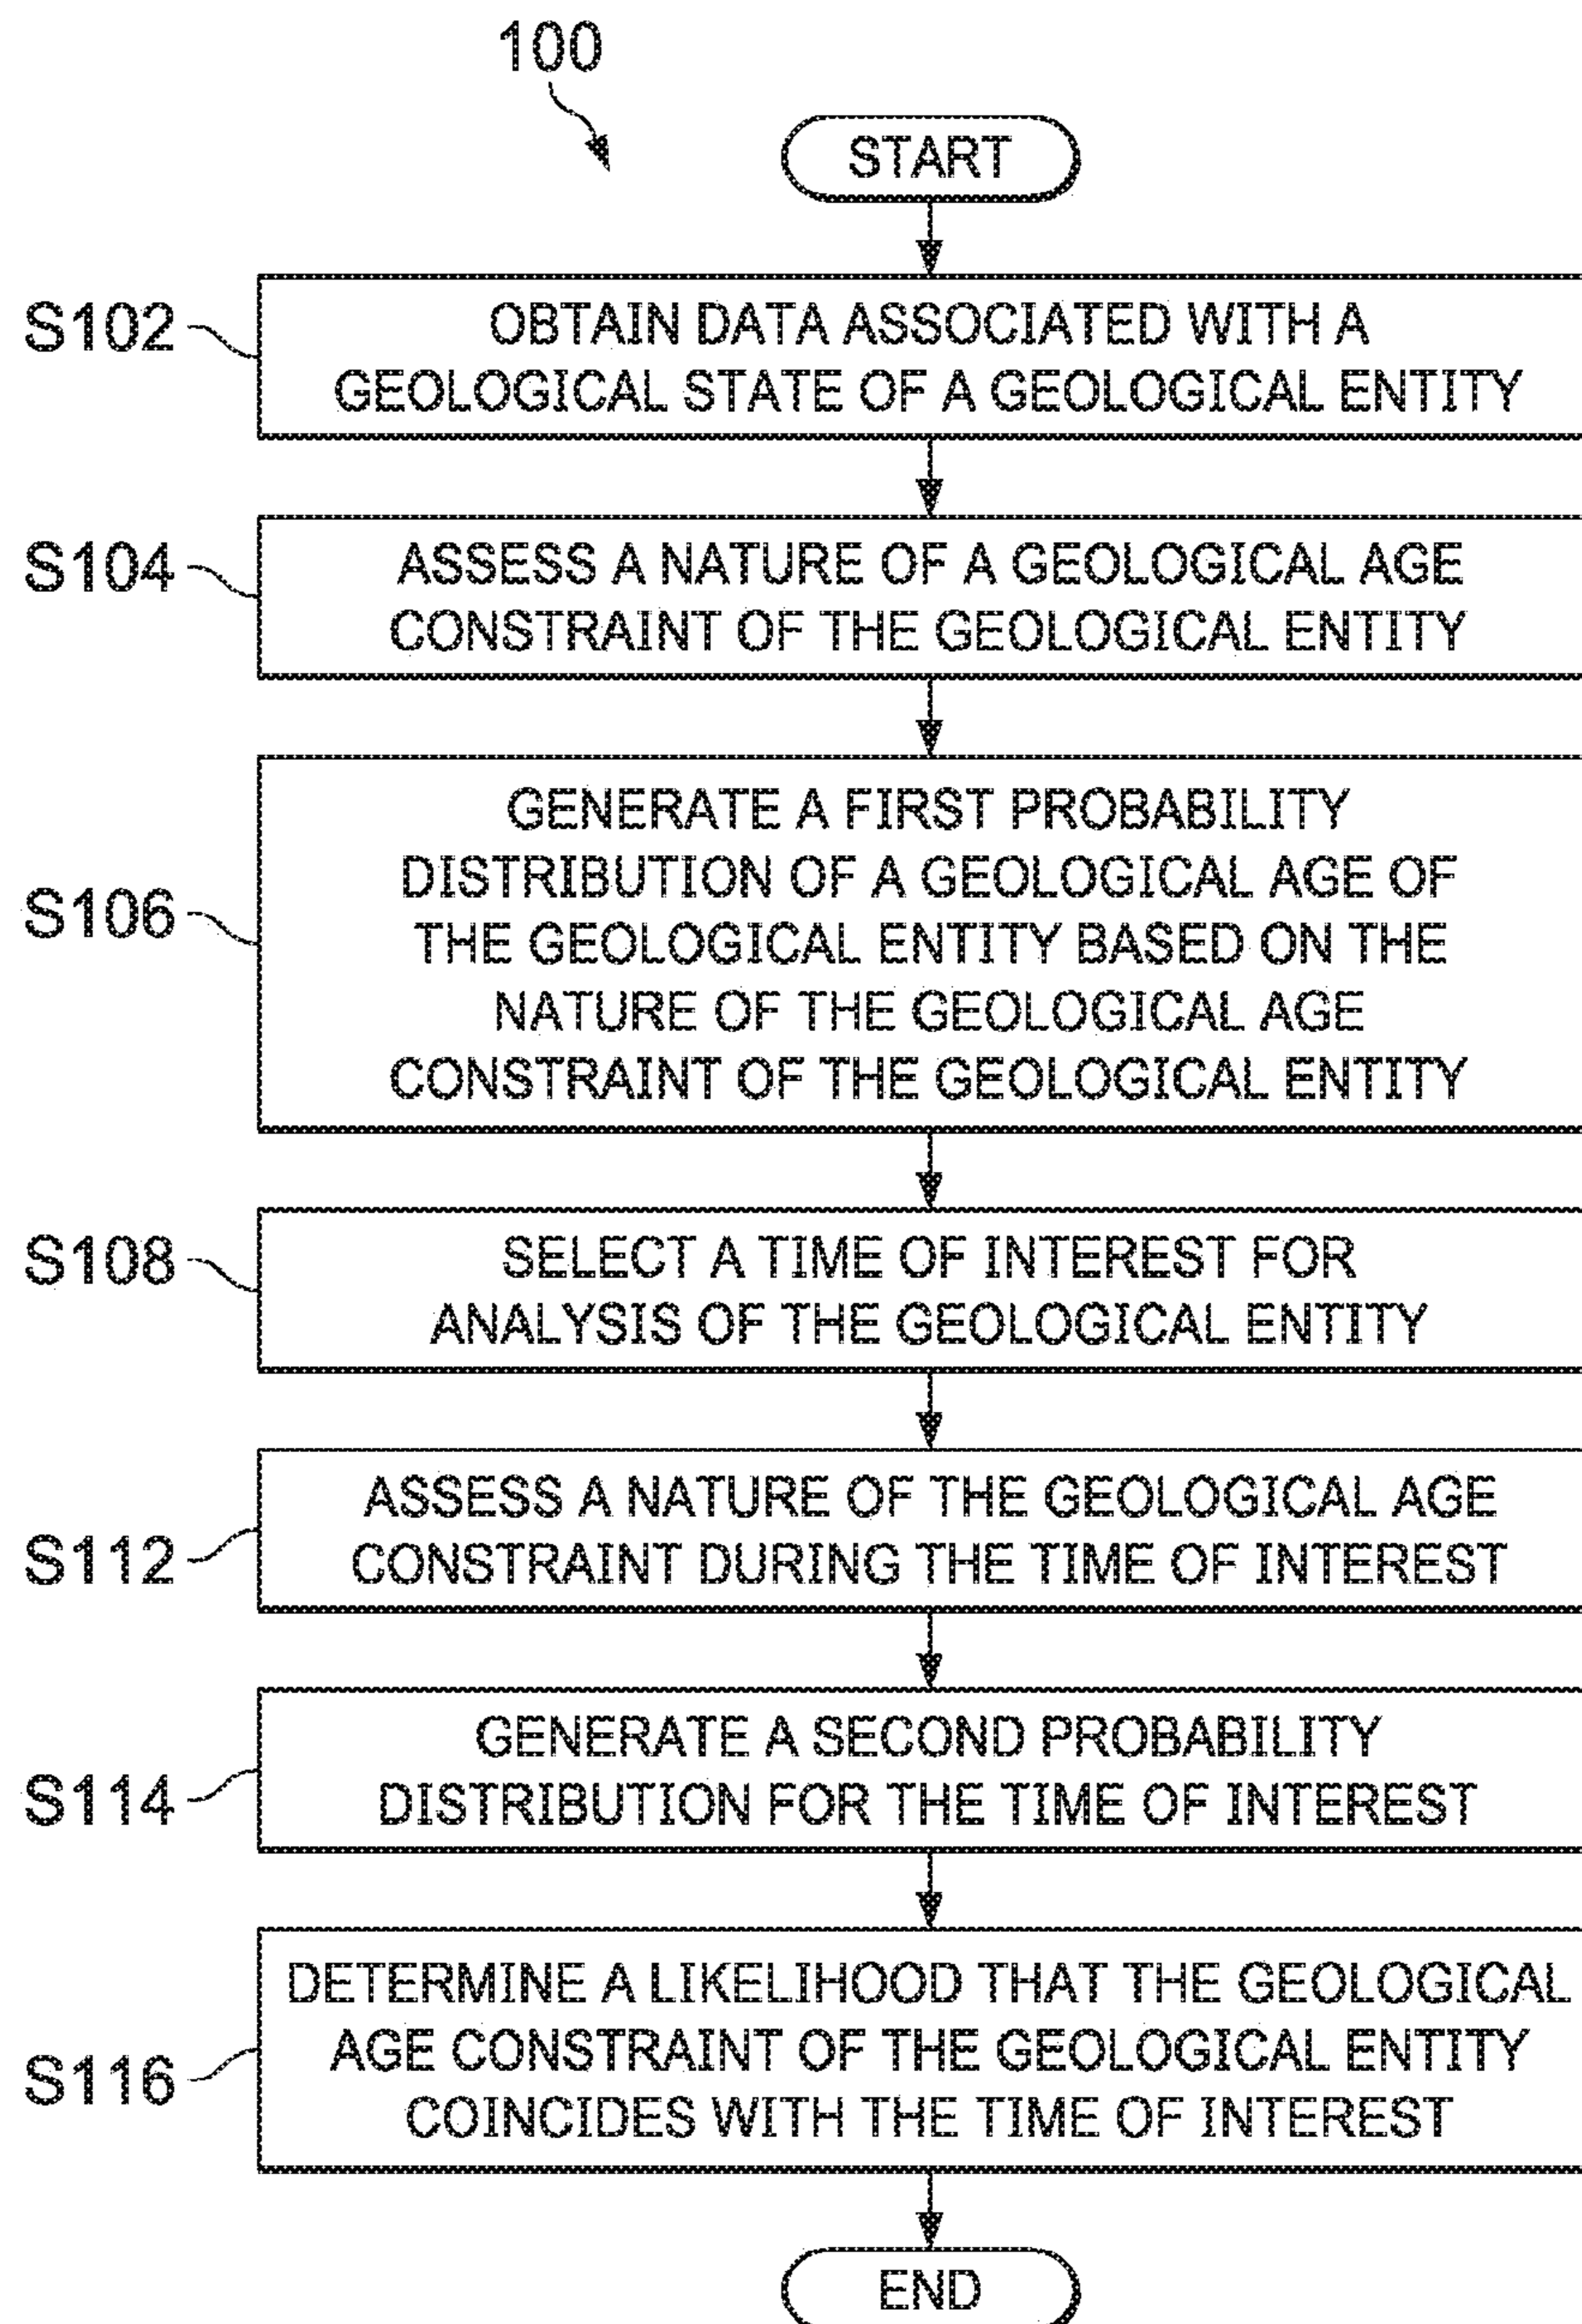 100
START
S102
OBTAIN DATA ASSOCIATED WITH A
GEOLOGICAL STATE OF A GEOLOGICAL ENTITY
S104
ASSESS A NATURE OF A GEOLOGICAL AGE
CONSTRAINT OF THE GEOLOGICAL ENTITY
S106
GENERATE A FIRST PROBABILITY
DISTRIBUTION OF A GEOLOGICAL AGE OF
THE GEOLOGICAL ENTITY BASED ON THE
NATURE OF THE GEOLOGICAL AGE
CONSTRAINT OF THE GEOLOGICAL ENTITY
S108
SELECT A TIME OF INTEREST FOR
ANALYSIS OF THE GEOLOGICAL ENTITY
S112
ASSESS A NATURE OF THE GEOLOGICAL AGE
CONSTRAINT DURING THE TIME OF INTEREST
S114
GENERATE A SECOND PROBABILITY
DISTRIBUTION FOR THE TIME OF INTEREST
S116
DETERMINE A LIKELIHOOD THAT THE GEOLOGICAL
AGE CONSTRAINT OF THE GEOLOGICAL ENTITY
COINCIDES WITH THE TIME OF INTEREST
END